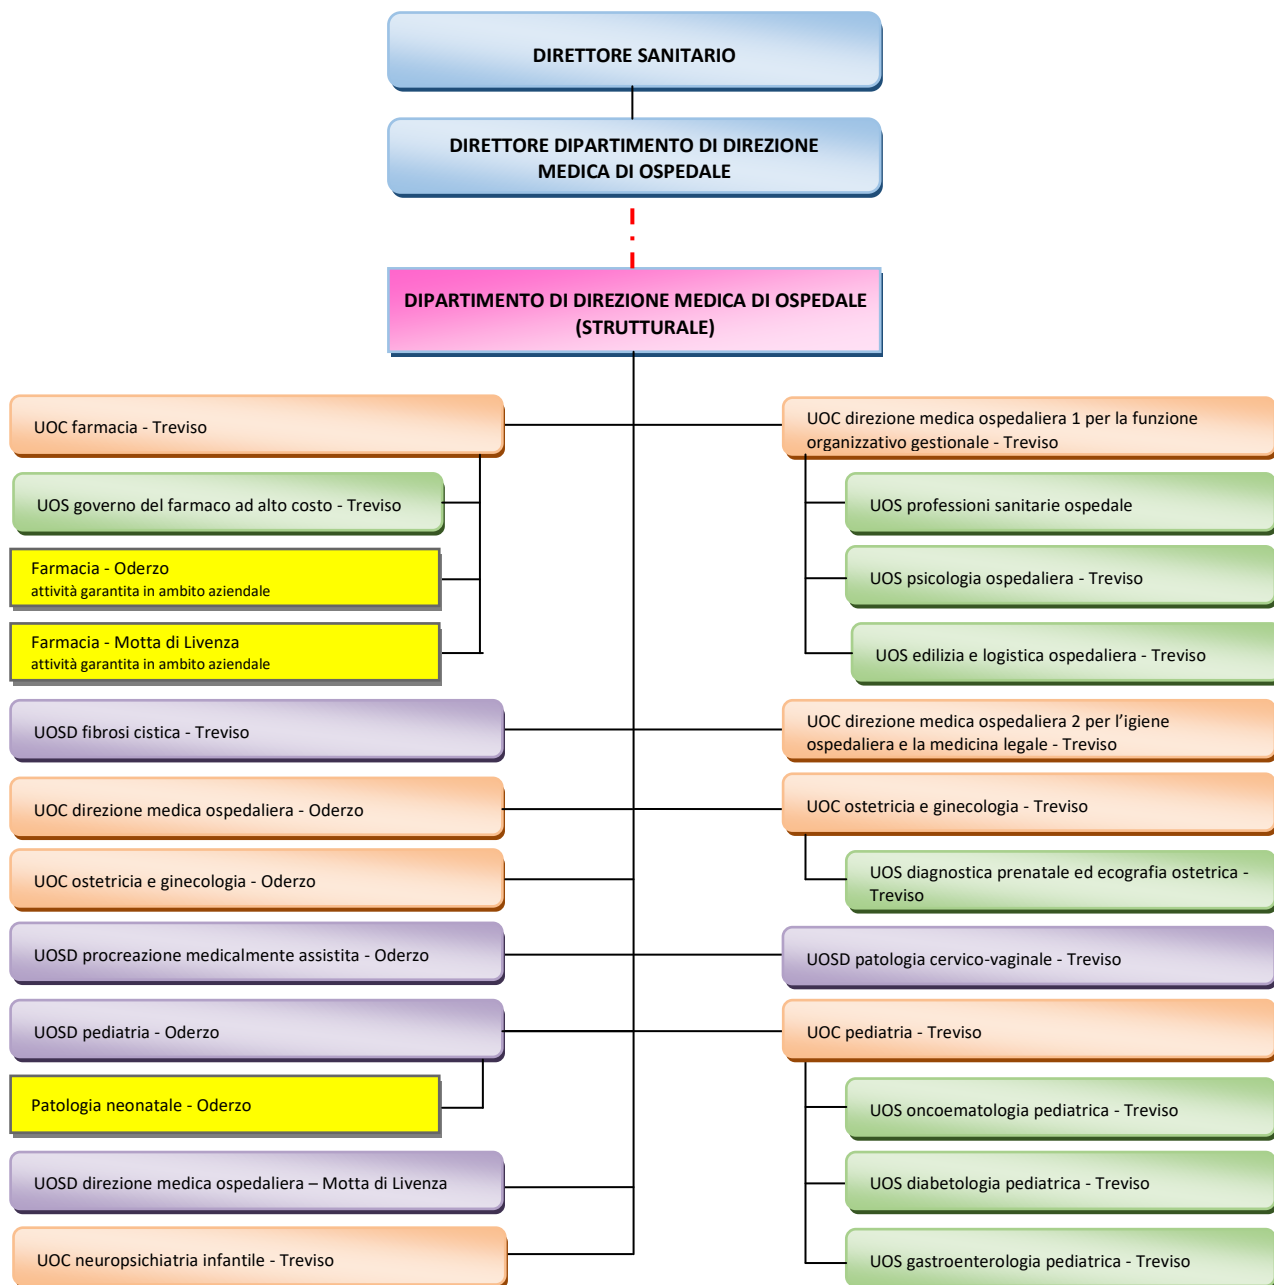 DIRETTORE SANITARIO
DIRETTORE DIPARTIMENTO DI DIREZIONE
MEDICA DI OSPEDALE
DIPARTIMENTO DI DIREZIONE MEDICA DI OSPEDALE
(STRUTTURALE)
UOC farmacia - Treviso
UOS governo del farmaco ad alto costo - Treviso
Farmacia - Oderzo
attività garantita in ambito aziendale
Farmacia - Motta di Livenza
attività garantita in ambito aziendale
UOSD fibrosi cistica - Treviso
UOC direzione medica ospedaliera - Oderzo
UOC ostetricia e ginecologia - Oderzo
UOSD procreazione medicalmente assistita - Oderzo
UOSD pediatria - Oderzo
Patologia neonatale - Oderzo
UOSD direzione medica ospedaliera – Motta di Livenza
UOC neuropsichiatria infantile - Treviso
UOC direzione medica ospedaliera 1 per la funzione
organizzativo gestionale - Treviso
UOS professioni sanitarie ospedale
UOS psicologia ospedaliera - Treviso
UOS edilizia e logistica ospedaliera - Treviso
UOC direzione medica ospedaliera 2 per l’igiene
ospedaliera e la medicina legale - Treviso
UOC ostetricia e ginecologia - Treviso
UOS diagnostica prenatale ed ecografia ostetrica -
Treviso
UOSD patologia cervico-vaginale - Treviso
UOC pediatria - Treviso
UOS oncoematologia pediatrica - Treviso
UOS diabetologia pediatrica - Treviso
UOS gastroenterologia pediatrica - Treviso